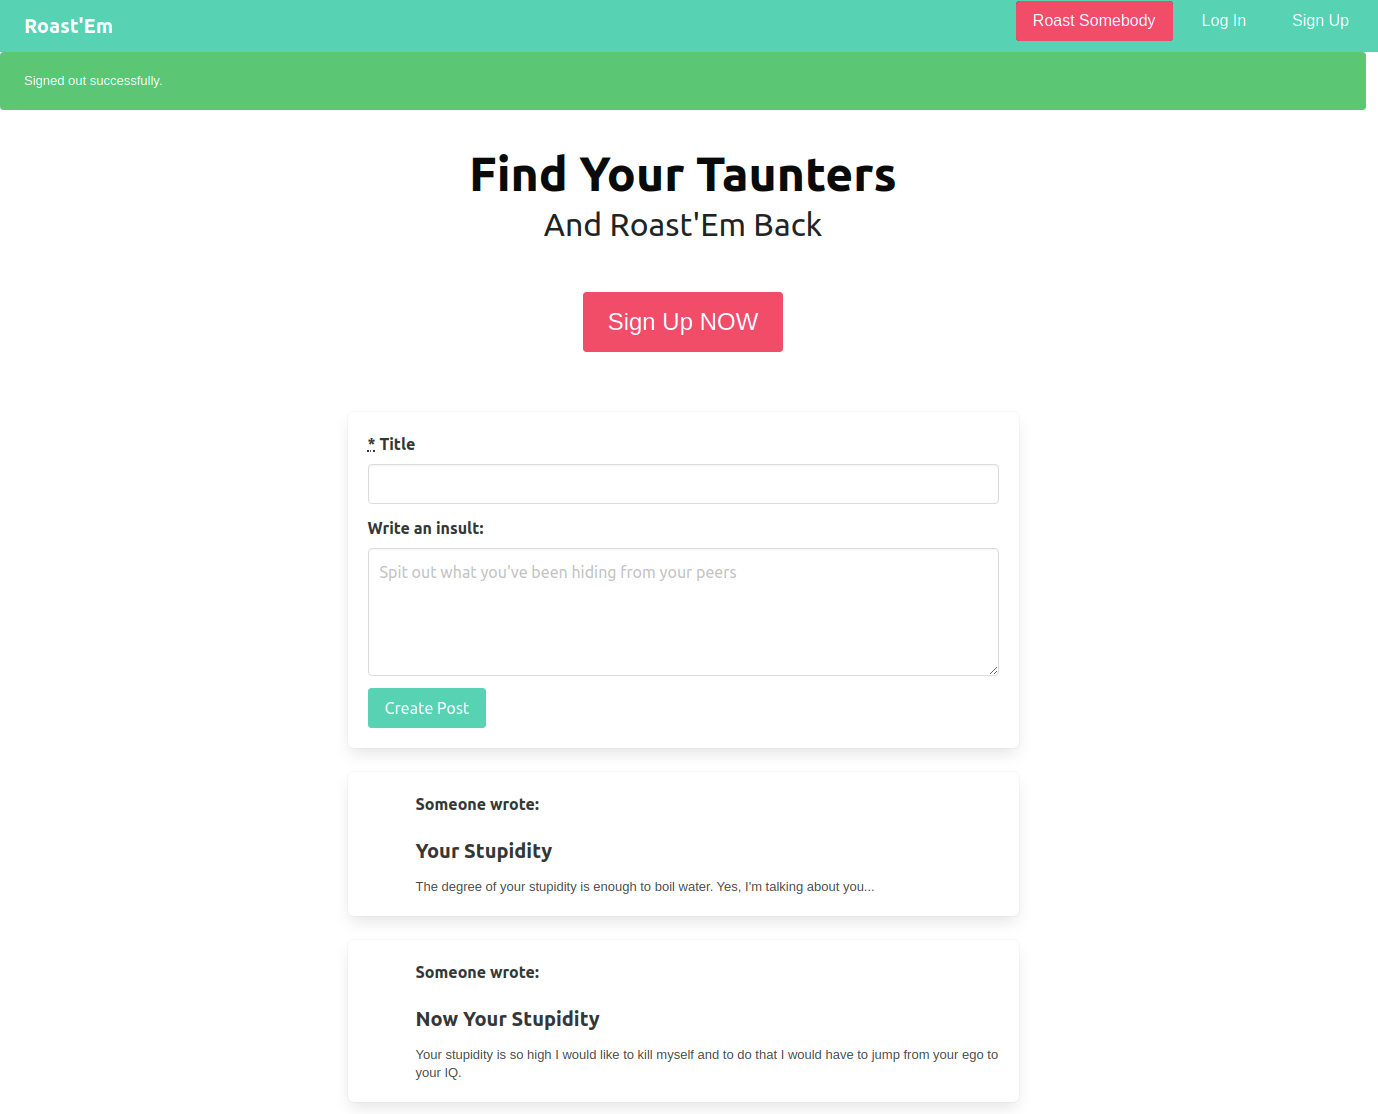 Roast'Em
Roast Somebody
Log In
Sign Up
Signed out successfully.
Find Your Taunters
And Roast'Em Back
Sign Up NOW
* Title
Write an insult:
Spit out what you've been hiding from your peers
Create Post
Someone wrote:
Your Stupidity
The degree of your stupidity is enough to boil water. Yes, I'm talking about you...
Someone wrote:
Now Your Stupidity
Your stupidity is so high I would like to kill myself and to do that I would have to jump from your ego to
your IQ.